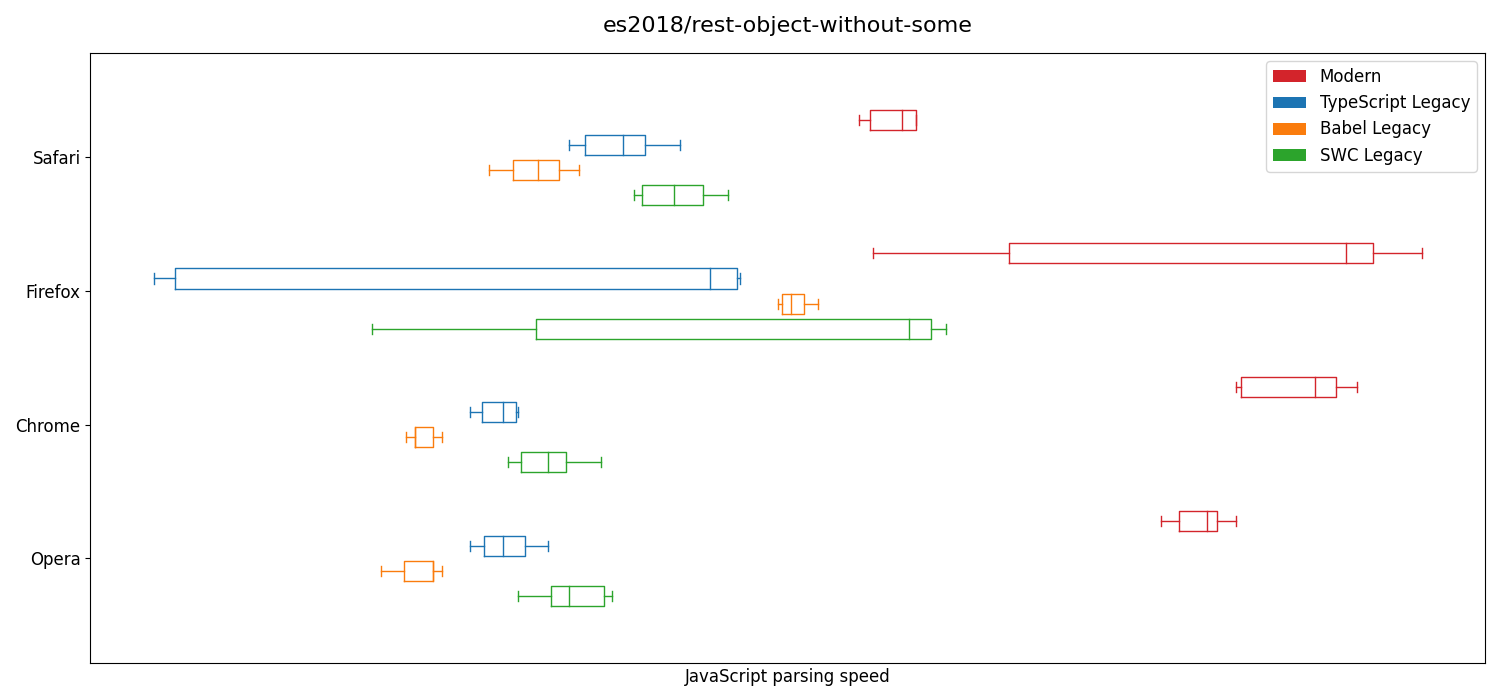 es2018/rest-object-without-some
Modern
TypeScript Legacy
Babel Legacy
SWC Legacy
Safari
Firefox
Chrome
Opera
JavaScript parsing speed